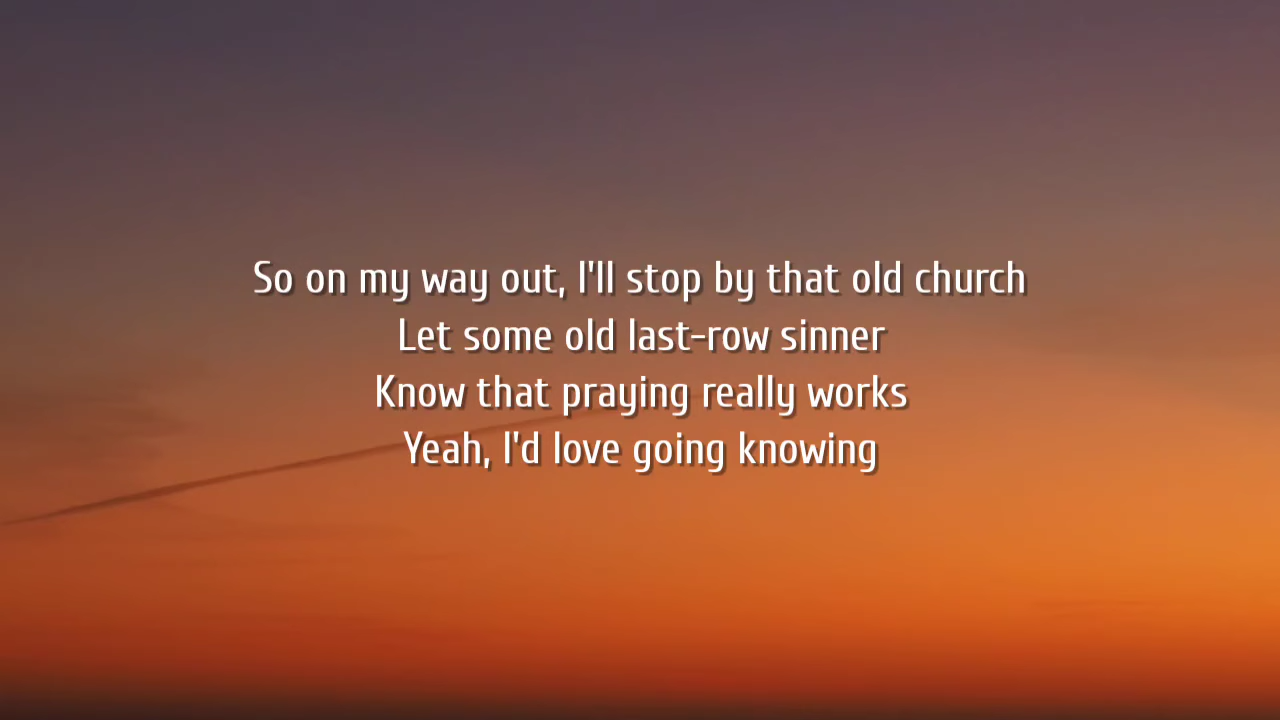 So on my way out, I'll stop by that old church
Let some old last-row sinner
Know that praying really works
Yeah, I'd love going knowing